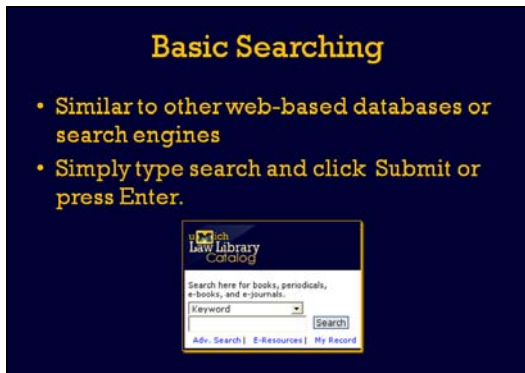 Basic Searching
• Similar to other web-based databases or
search engines
• Simply type search and click Submit or
press Enter.
uMich
Law Library
Catalog
Search here for books, periodicals,
e-books, and e-journals.
Keyword
Search
Adv. Search | E-Resources | My Record